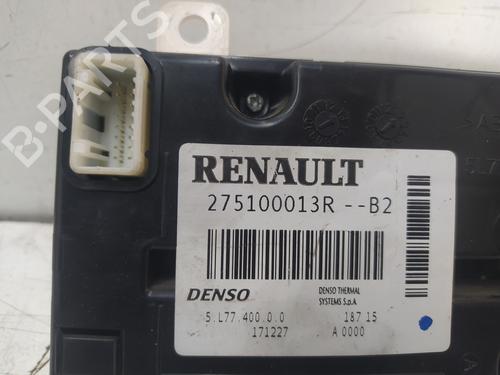 B-PARTS
RENAULT
275100013R --B2
DENSO
DENSO THERMAL
SYSTEMS S.p.A
5.L77.400.0.0
187 15
171227
A 0000